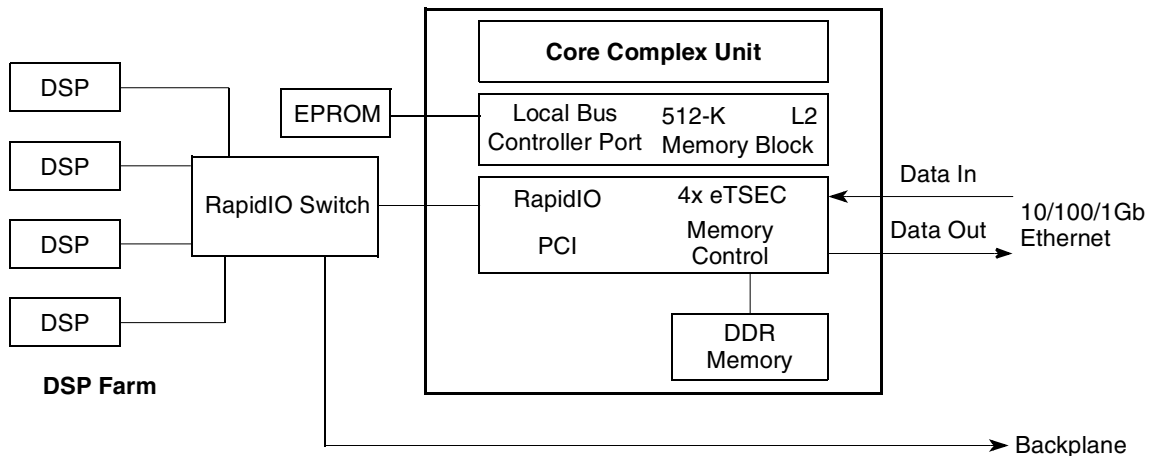 Core Complex Unit
DSP
DSP
DSP
DSP
DSP Farm
RapidIO Switch
EPROM
Local Bus
Controller Port
512-K L2
Memory Block
RapidIO
PCI
4x eTSEC
Memory
Control
DDR
Memory
Data In
Data Out
10/100/1Gb
Ethernet
Backplane